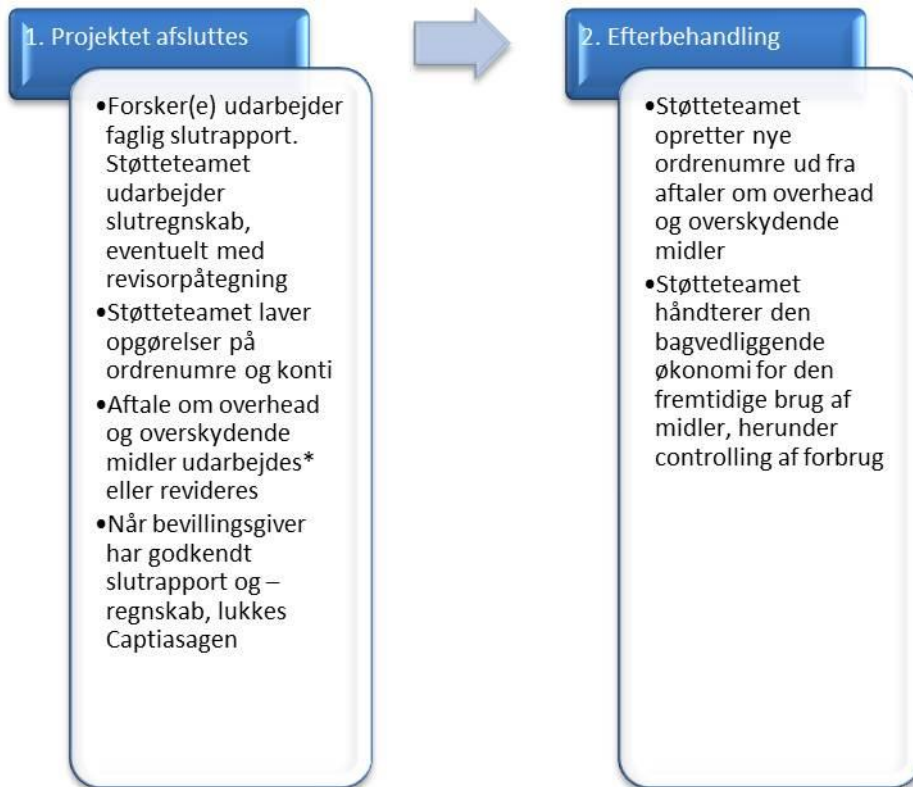 1. Projektet afsluttes
•Forsker(e) udarbejder
faglig slutrapport.
Støtteteamet
udarbejder
slutregnskab,
eventuelt med
revisorpåtegning
•Støtteteamet laver
opgørelser på
ordrenumre og konti
•Aftale om overhead
og overskydende
midler udarbejdes*
eller revideres
•Når bevillingsgiver
har godkendt
slutrapport og –
regnskab, lukkes
Captiasagen
2. Efterbehandling
•Støtteteamet
opretter nye
ordrenumre ud fra
aftaler om overhead
og overskydende
midler
•Støtteteamet
håndterer den
bagvedliggende
økonomi for den
fremtidige brug af
midler, herunder
controlling af forbrug